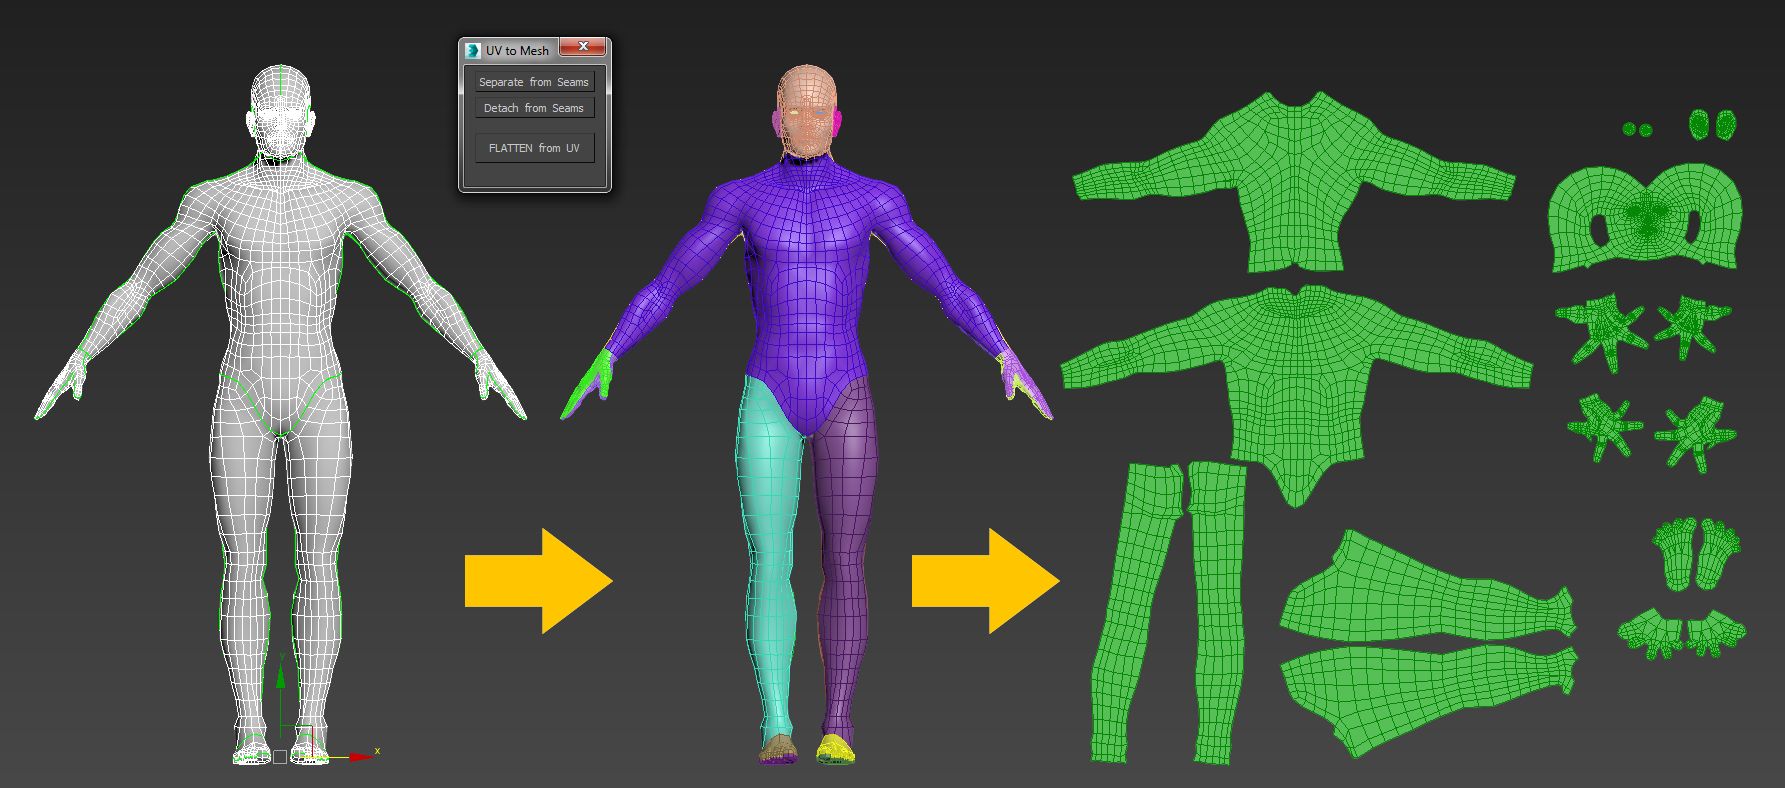 UV to Mesh
Separate from Seams
Detach from Seams
FLATTEN from UV
x